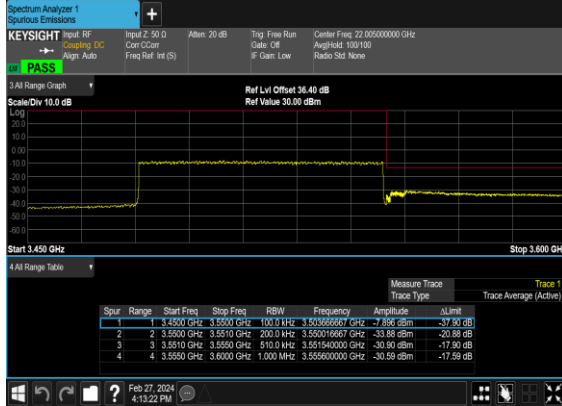 Spectrum Analyzer 1
Spurious Emissions
+
KEYSIGHT Input: RF Input Z: 50 Ω Atten: 20 dB Trig: Free Run Center Freq: 22.005000000 GHz
Coupling: DC Corr CCorr Gate: Off Avg|Hold: 100/100
Align: Auto Freq Ref: Int (S) IF Gain: Low Radio Std: None
PASS
3 All Range Graph
Ref Lvl Offset 36.40 dB
Scale/Div 10.0 dB Ref Value 30.00 dBm
Log
20.0
10.0
0.00
-10.0
-20.0
-30.0
-40.0
-50.0
-60.0
Start 3.450 GHz Stop 3.600 GH
4 All Range Table
Measure Trace Trace 1
Trace Type Trace Average (Active)
Spur Range Start Freq Stop Freq RBW Frequency Amplitude ΔLimit
1 1 3.4500 GHz 3.5500 GHz 100.0 kHz 3.503666667 GHz -7.896 dBm -37.90 dB
2 2 3.5500 GHz 3.5510 GHz 200.0 kHz 3.550016667 GHz -33.88 dBm -20.88 dB
3 3 3.5510 GHz 3.5550 GHz 510.0 kHz 3.551540000 GHz -30.90 dBm -17.90 dB
4 4 3.5550 GHz 3.6000 GHz 1.000 MHz 3.555600000 GHz -30.59 dBm -17.59 dB
? Feb 27, 2024
4:13:22 PM